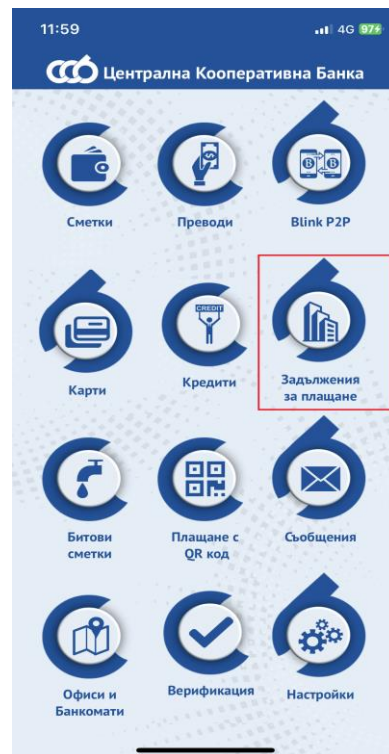 11:59
4G 97
Централна Кооперативна Банка
Сметки
Преводи
Blink P2P
Карти
CREDIT
Кредити
Задължения
за плащане
Битови
сметки
Плащане с
QR код
Съобщения
Офиси и
Банкомати
Верификация
Настройки